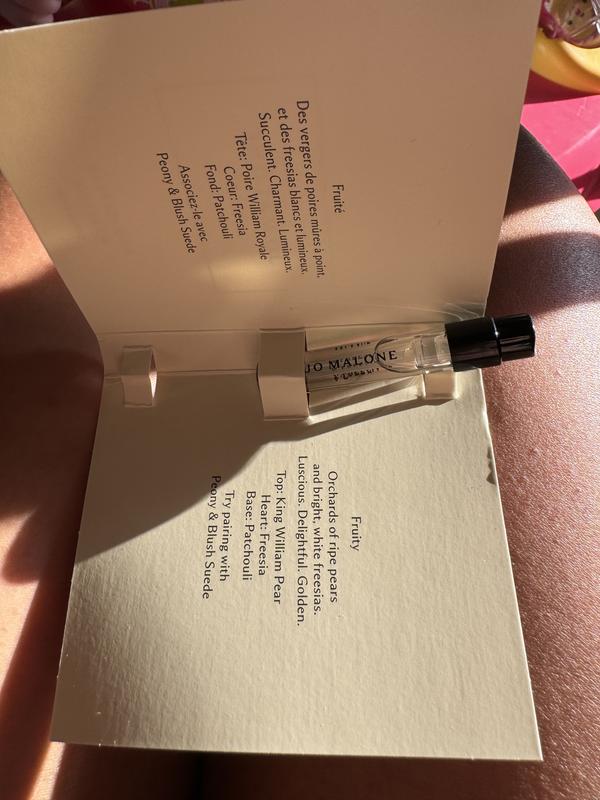 Fruité
Des vergers de poires mûres à point,
et des freesias blancs et lumineux.
Succulent. Charmant. Lumineux.
Tête: Poire William Royale
Coeur: Freesia
Fond: Patchouli
Associez-le avec
Peony & Blush Suede
JO MALONE
Fruity
Orchards of ripe pears
and bright, white freesias.
Luscious. Delightful. Golden.
Top: King William Pear
Heart: Freesia
Base: Patchouli
Try pairing with
Peony & Blush Suede